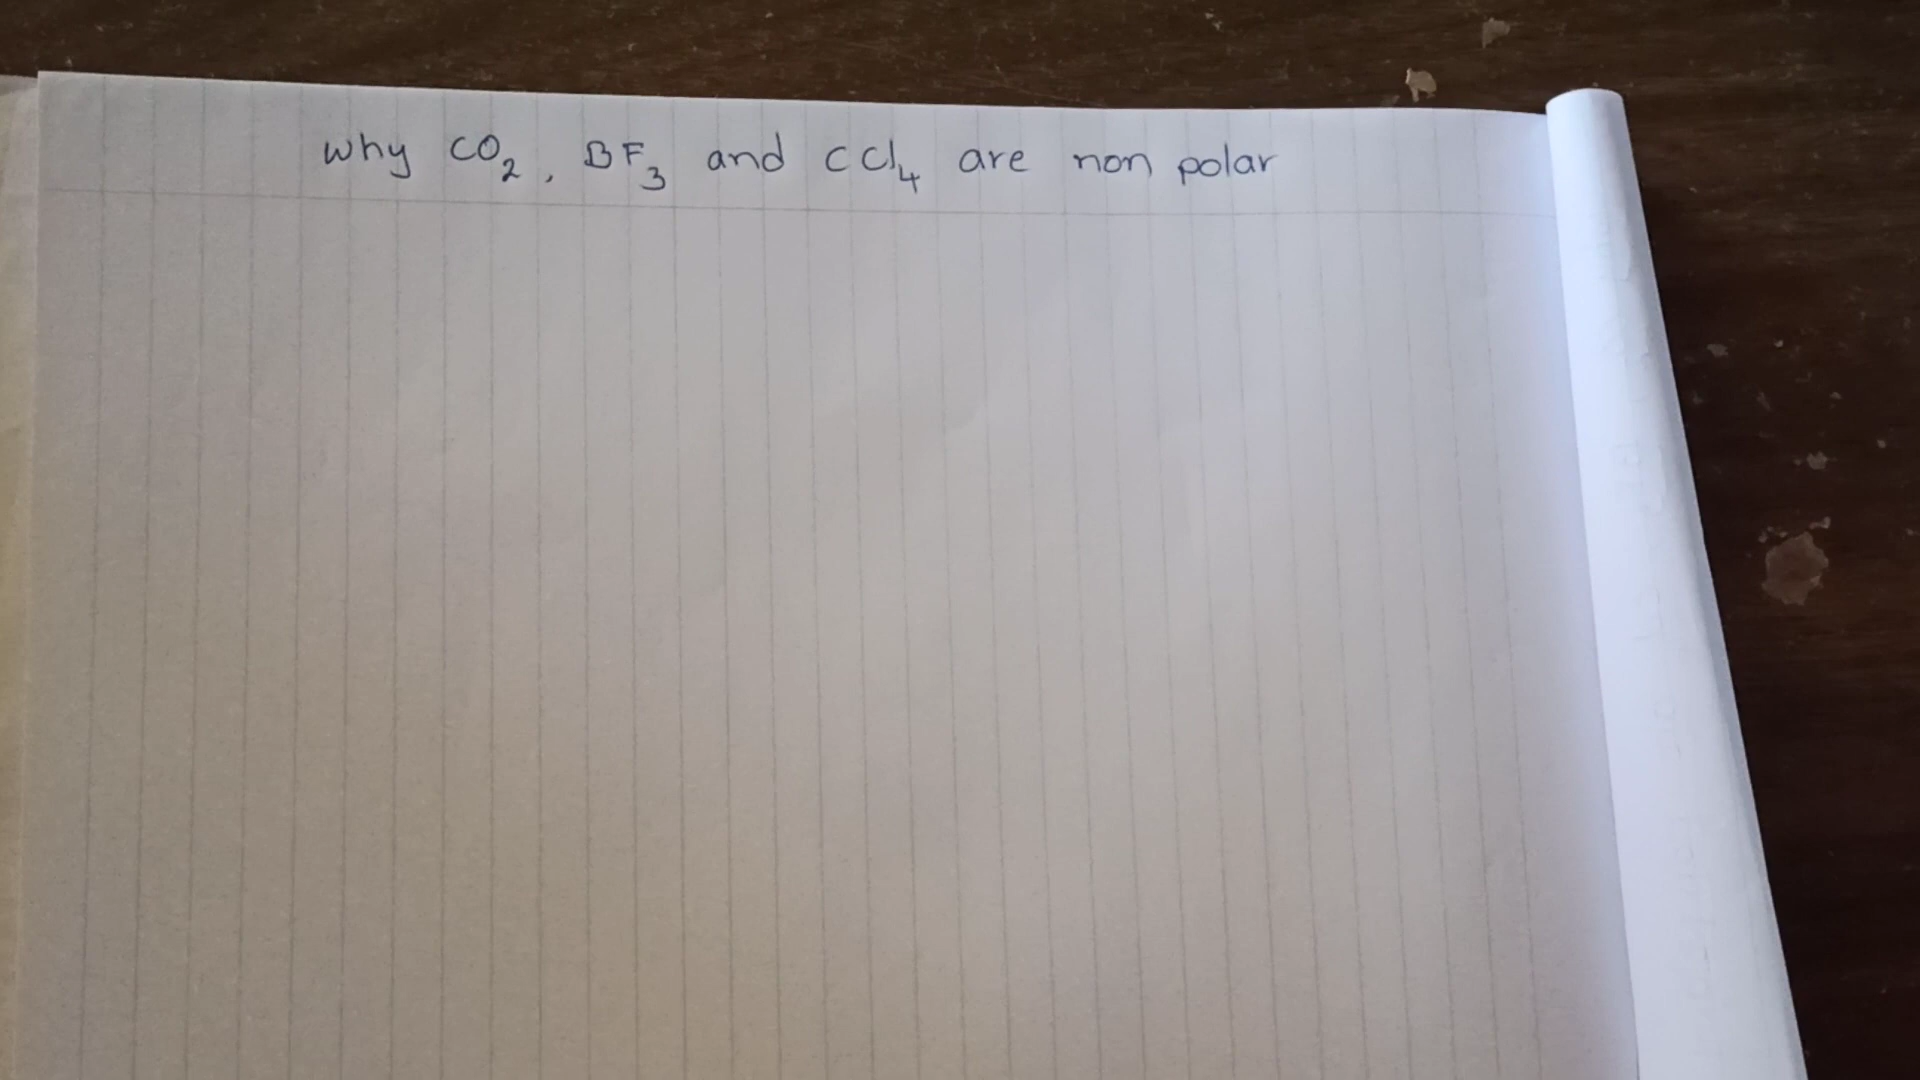 why CO₂, BF₃ and CCl₄ are non polar